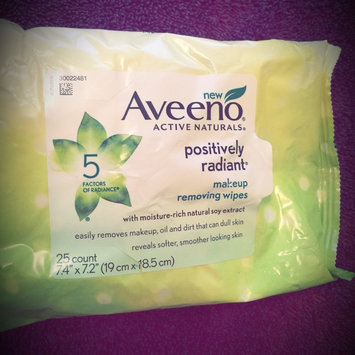 30022481
new
Aveeno®
ACTIVE NATURALS®
positively
radiant®
makeup
removing wipes
5
FACTORS
OF RADIANCE®
with moisture-rich natural soy extract
easily removes makeup, oil and dirt that can dull skin
reveals softer, smoother looking skin
25 count
7.4" x 7.2" (19 cm x 18.5 cm)